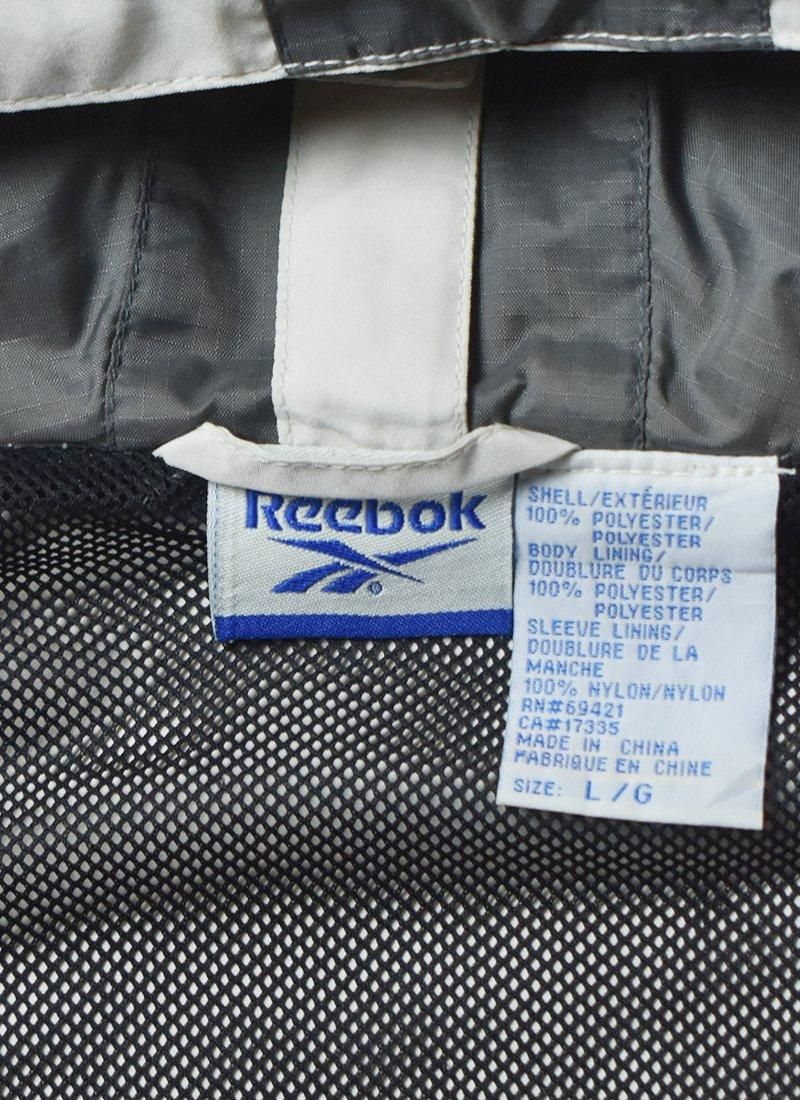 Reebok
®
SHELL/EXTÉRIEUR
100% POLYESTER/
POLYESTER
BODY LINING/
DOUBLURE DU CORPS
100% POLYESTER/
POLYESTER
SLEEVE LINING/
DOUBLURE DE LA
MANCHE
100% NYLON/NYLON
RN#69421
CA#17335
MADE IN CHINA
FABRIQUE EN CHINE
SIZE: L/G